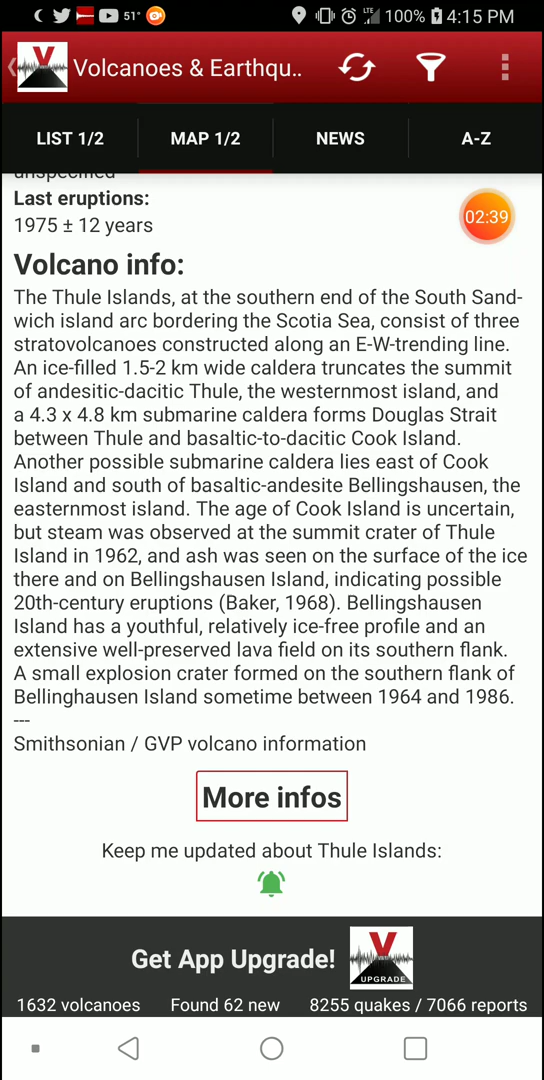 51° LTE 100% 4:15 PM
Volcanoes & Earthqu..
LIST 1/2 MAP 1/2 NEWS A-Z
unspecified
Last eruptions:
1975 ± 12 years
02:39
Volcano info:
The Thule Islands, at the southern end of the South Sand-
wich island arc bordering the Scotia Sea, consist of three
stratovolcanoes constructed along an E-W-trending line.
An ice-filled 1.5-2 km wide caldera truncates the summit
of andesitic-dacitic Thule, the westernmost island, and
a 4.3 x 4.8 km submarine caldera forms Douglas Strait
between Thule and basaltic-to-dacitic Cook Island.
Another possible submarine caldera lies east of Cook
Island and south of basaltic-andesite Bellingshausen, the
easternmost island. The age of Cook Island is uncertain,
but steam was observed at the summit crater of Thule
Island in 1962, and ash was seen on the surface of the ice
there and on Bellingshausen Island, indicating possible
20th-century eruptions (Baker, 1968). Bellingshausen
Island has a youthful, relatively ice-free profile and an
extensive well-preserved lava field on its southern flank.
A small explosion crater formed on the southern flank of
Bellinghausen Island sometime between 1964 and 1986.
---
Smithsonian / GVP volcano information
More infos
Keep me updated about Thule Islands:
Get App Upgrade!
UPGRADE
1632 volcanoes Found 62 new 8255 quakes / 7066 reports